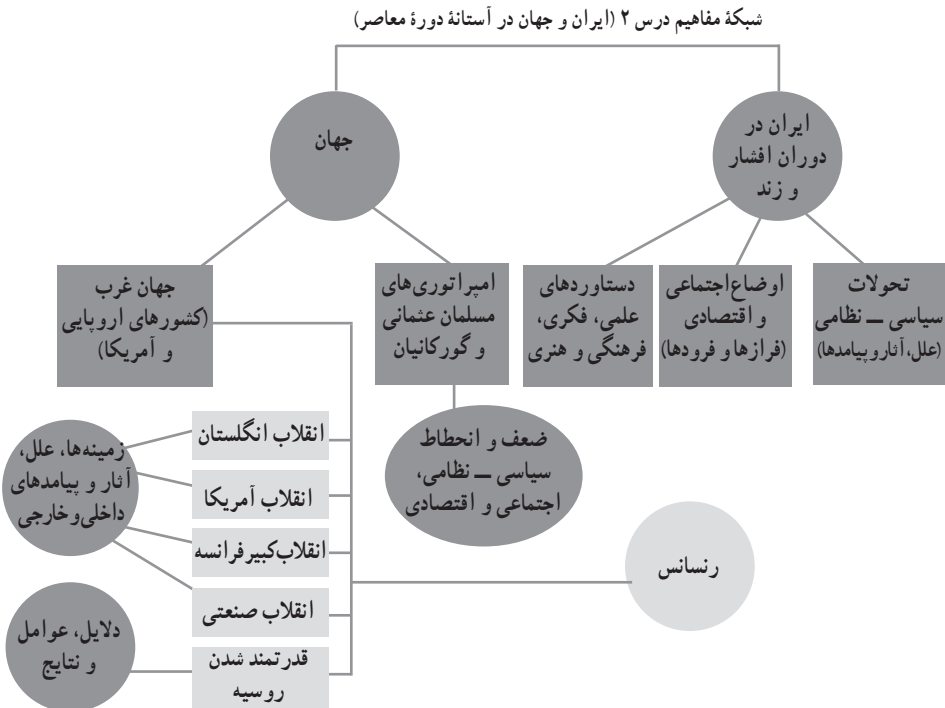 شبکهٔ مفاهیم درس ۲ (ایران و جهان در آستانهٔ دورهٔ معاصر)
ایران در
دوران افشار
و زند
جهان
تحولات
سیاسی ــ نظامی
(علل، آثار و پیامدها)
اوضاع اجتماعی
و اقتصادی
(فرازها و فرودها)
دستاوردهای
علمی، فکری،
فرهنگی و هنری
امپراتوری‌های
مسلمان عثمانی
و گورکانیان
جهان غرب
(کشورهای اروپایی
و آمریکا)
ضعف و انحطاط
سیاسی ــ نظامی،
اجتماعی و اقتصادی
رنسانس
انقلاب انگلستان
انقلاب آمریکا
انقلاب کبیر فرانسه
انقلاب صنعتی
قدرتمند شدن
روسیه
زمینه‌ها، علل،
آثار و پیامدهای
داخلی و خارجی
دلایل، عوامل
و نتایج